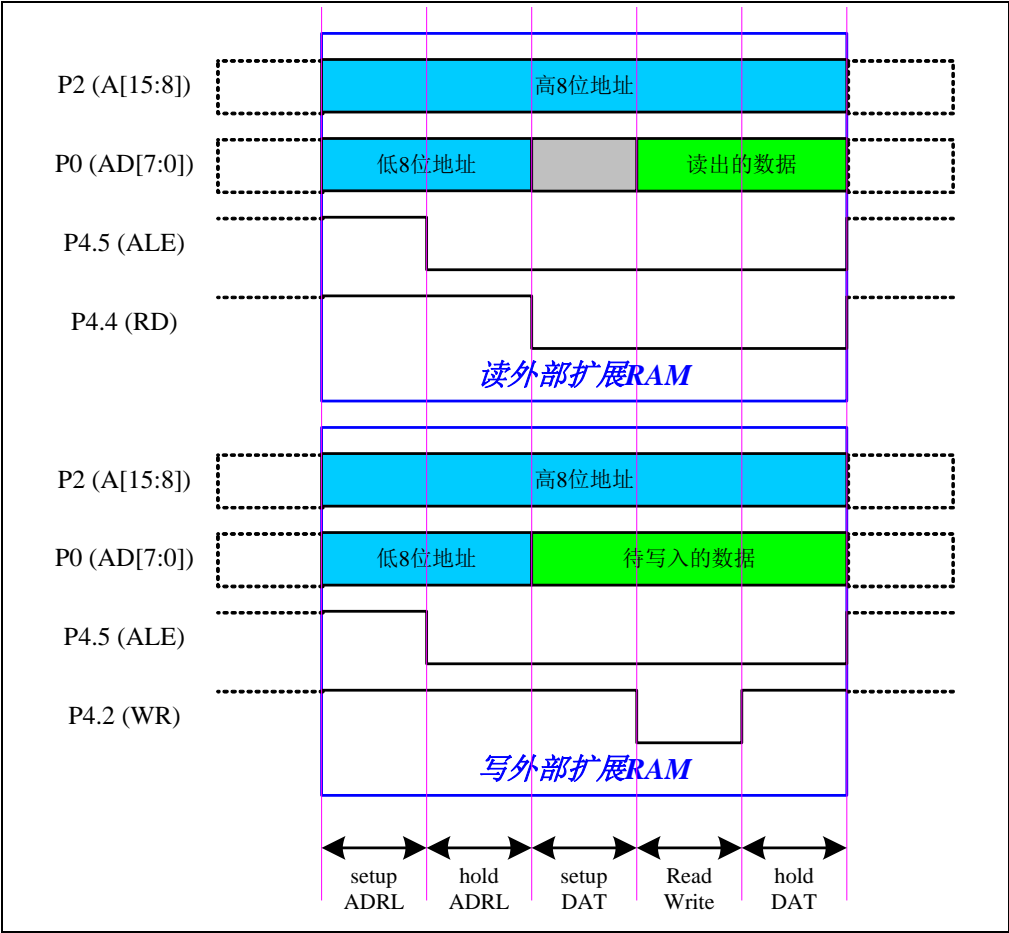 P2 (A[15:8])
高8位地址
P0 (AD[7:0])
低8位地址
读出的数据
P4.5 (ALE)
P4.4 (RD)
读外部扩展RAM
P2 (A[15:8])
高8位地址
P0 (AD[7:0])
低8位地址
待写入的数据
P4.5 (ALE)
P4.2 (WR)
写外部扩展RAM
setup
ADRL
hold
ADRL
setup
DAT
Read
Write
hold
DAT